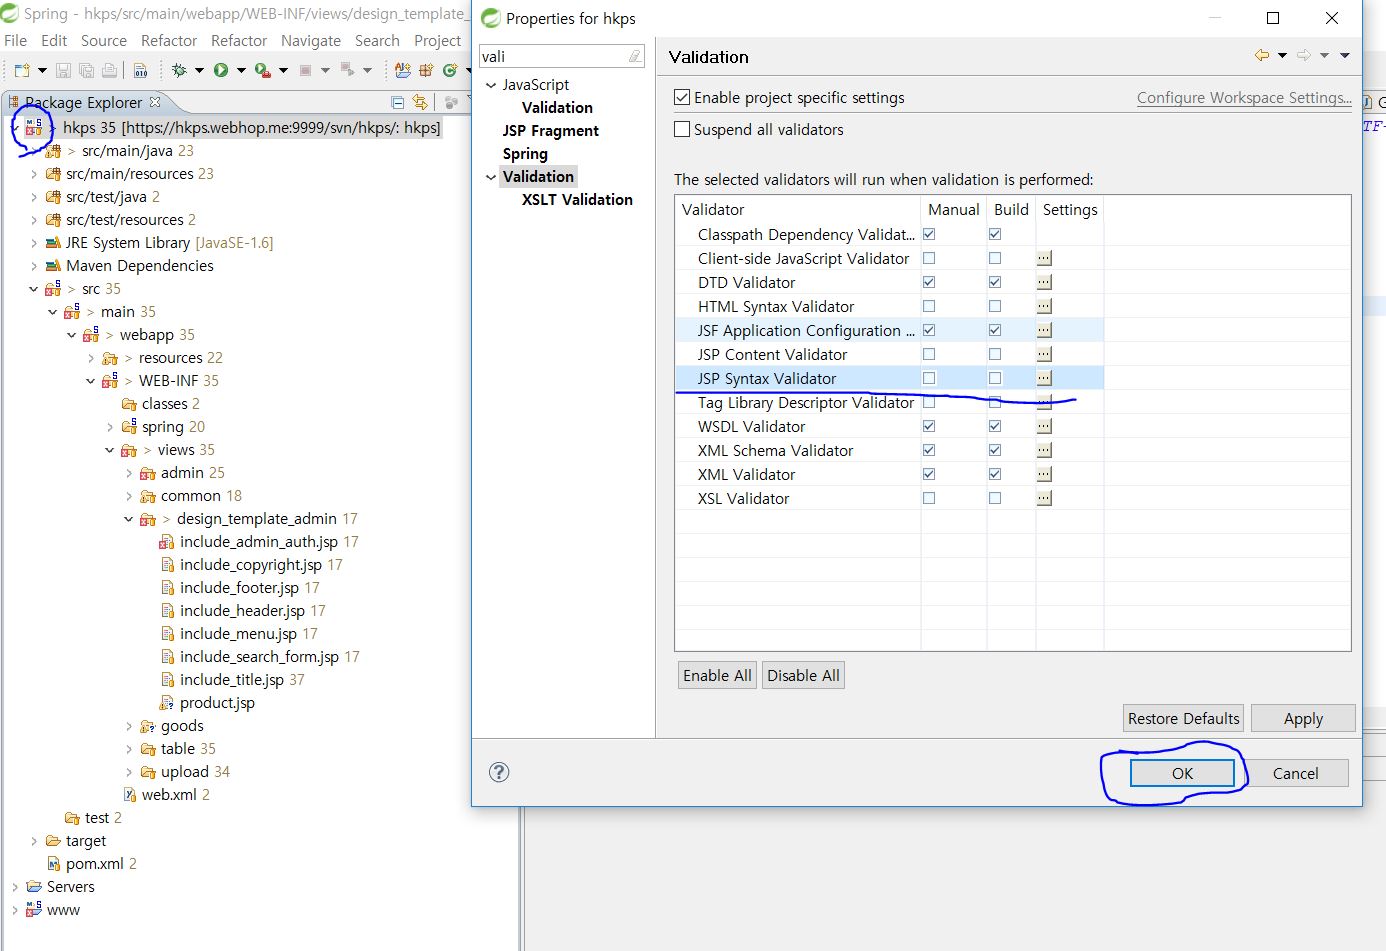 Spring - hkps/src/main/webapp/WEB-INF/views/design_template_
File Edit Source Refactor Refactor Navigate Search Project
Package Explorer
hkps 35 [https://hkps.webhop.me:9999/svn/hkps/: hkps]
> src/main/java 23
src/main/resources 23
src/test/java 2
src/test/resources 2
JRE System Library [JavaSE-1.6]
Maven Dependencies
> src 35
> main 35
> webapp 35
> resources 22
> WEB-INF 35
classes 2
spring 20
> views 35
admin 25
common 18
> design_template_admin 17
include_admin_auth.jsp 17
include_copyright.jsp 17
include_footer.jsp 17
include_header.jsp 17
include_menu.jsp 17
include_search_form.jsp 17
include_title.jsp 37
product.jsp
goods
table 35
upload 34
web.xml 2
test 2
target
pom.xml 2
Servers
www
Properties for hkps
vali
JavaScript
Validation
JSP Fragment
Spring
Validation
XSLT Validation
Validation
Enable project specific settings
Configure Workspace Settings...
Suspend all validators
The selected validators will run when validation is performed:
Validator Manual Build Settings
Classpath Dependency Validat...
Client-side JavaScript Validator
DTD Validator
HTML Syntax Validator
JSF Application Configuration ...
JSP Content Validator
JSP Syntax Validator
Tag Library Descriptor Validator
WSDL Validator
XML Schema Validator
XML Validator
XSL Validator
Enable All Disable All
Restore Defaults Apply
OK Cancel
TF-